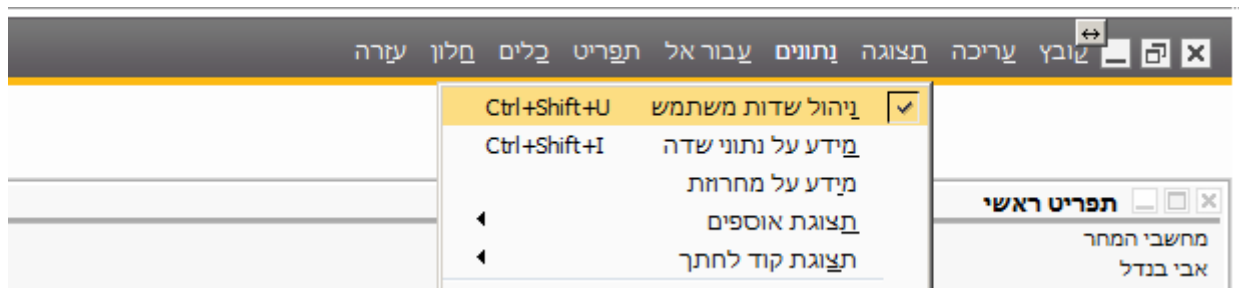 קובץ עריכה תצוגה נתונים עבור אל תפריט כלים חלון עזרה
ניהול שדות משתמש Ctrl+Shift+U
מידע על נתוני שדה Ctrl+Shift+I
מידע על מחרוזת
תצוגת אוספים
תצוגת קוד לחתך
תפריט ראשי
מחשבי המחר
אבי בנדל